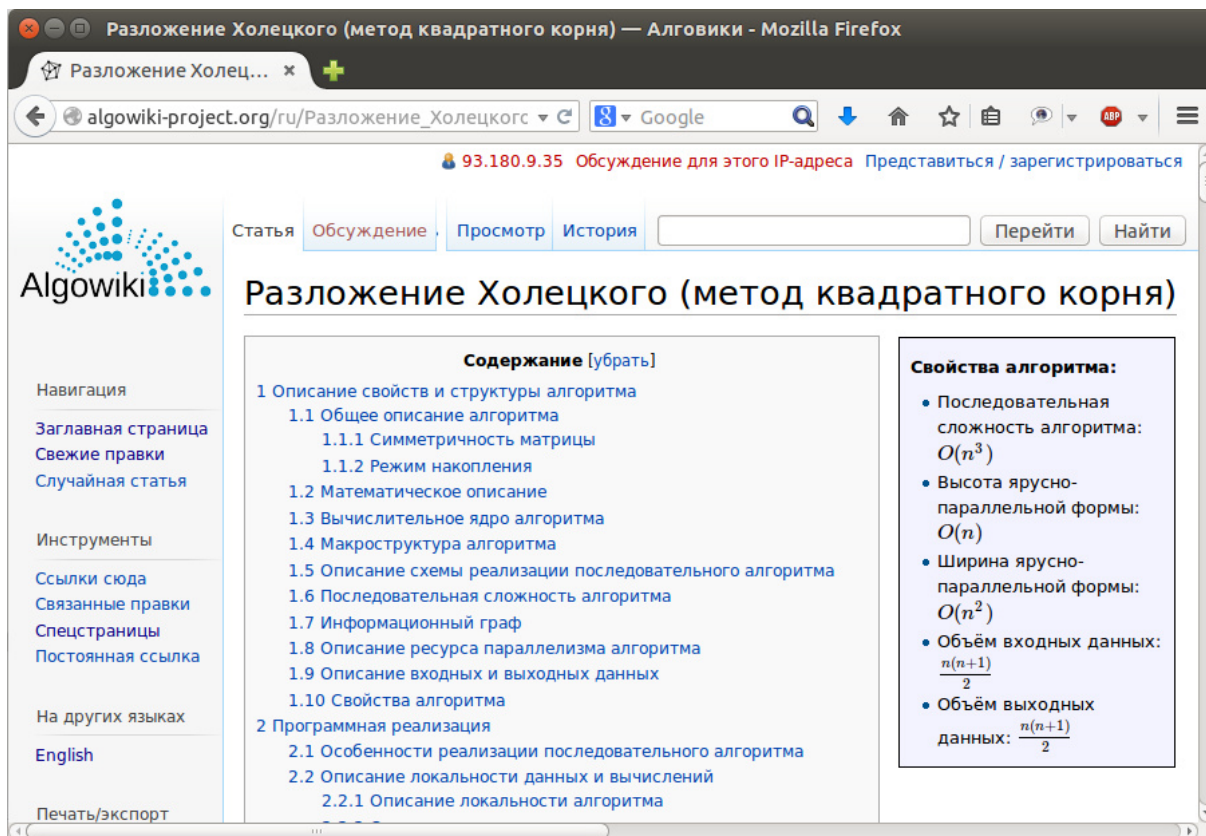 Разложение Холецкого (метод квадратного корня) — Алговики - Mozilla Firefox
Разложение Холец...
algowiki-project.org/ru/Разложение_Холецког
Google
ABP
93.180.9.35 Обсуждение для этого IP-адреса Представиться / зарегистрироваться
Algowiki
Статья Обсуждение Просмотр История Перейти Найти
Разложение Холецкого (метод квадратного корня)
Навигация
Заглавная страница
Свежие правки
Случайная статья
Инструменты
Ссылки сюда
Связанные правки
Спецстраницы
Постоянная ссылка
На других языках
English
Печать/экспорт
Содержание [убрать]
1 Описание свойств и структуры алгоритма
1.1 Общее описание алгоритма
1.1.1 Симметричность матрицы
1.1.2 Режим накопления
1.2 Математическое описание
1.3 Вычислительное ядро алгоритма
1.4 Макроструктура алгоритма
1.5 Описание схемы реализации последовательного алгоритма
1.6 Последовательная сложность алгоритма
1.7 Информационный граф
1.8 Описание ресурса параллелизма алгоритма
1.9 Описание входных и выходных данных
1.10 Свойства алгоритма
2 Программная реализация
2.1 Особенности реализации последовательного алгоритма
2.2 Описание локальности данных и вычислений
2.2.1 Описание локальности алгоритма
Свойства алгоритма:
• Последовательная
сложность алгоритма:
O(n³)
• Высота ярусно-
параллельной формы:
O(n)
• Ширина ярусно-
параллельной формы:
O(n²)
• Объём входных данных:
n(n+1)/2
• Объём выходных
данных: n(n+1)/2